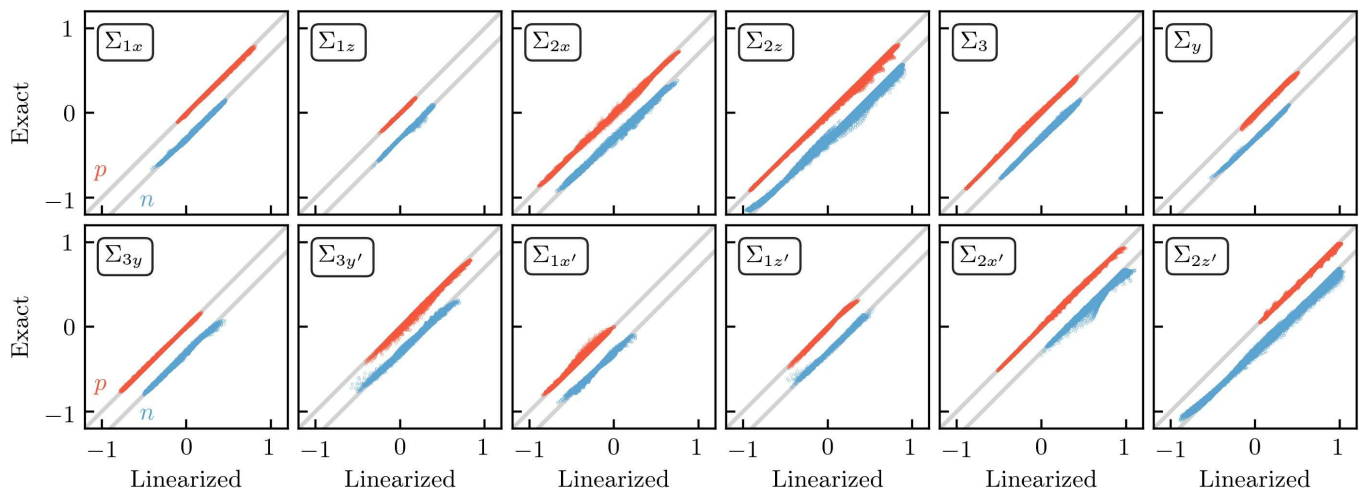 Σ1x Σ1z Σ2x Σ2z Σ3 Σy
1
0
−1
Exact
p
n
Σ3y Σ3y′ Σ1x′ Σ1z′ Σ2x′ Σ2z′
1
0
−1
Exact
p
n
−1 0 1 −1 0 1 −1 0 1 −1 0 1 −1 0 1 −1 0 1
Linearized Linearized Linearized Linearized Linearized Linearized